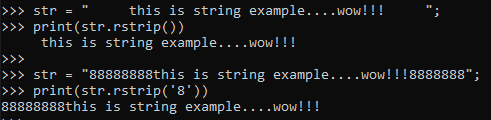 >>> str = "     this is string example....wow!!!     ";
>>> print(str.rstrip())
     this is string example....wow!!!
>>>
>>> str = "88888888this is string example....wow!!!8888888";
>>> print(str.rstrip('8'))
88888888this is string example....wow!!!